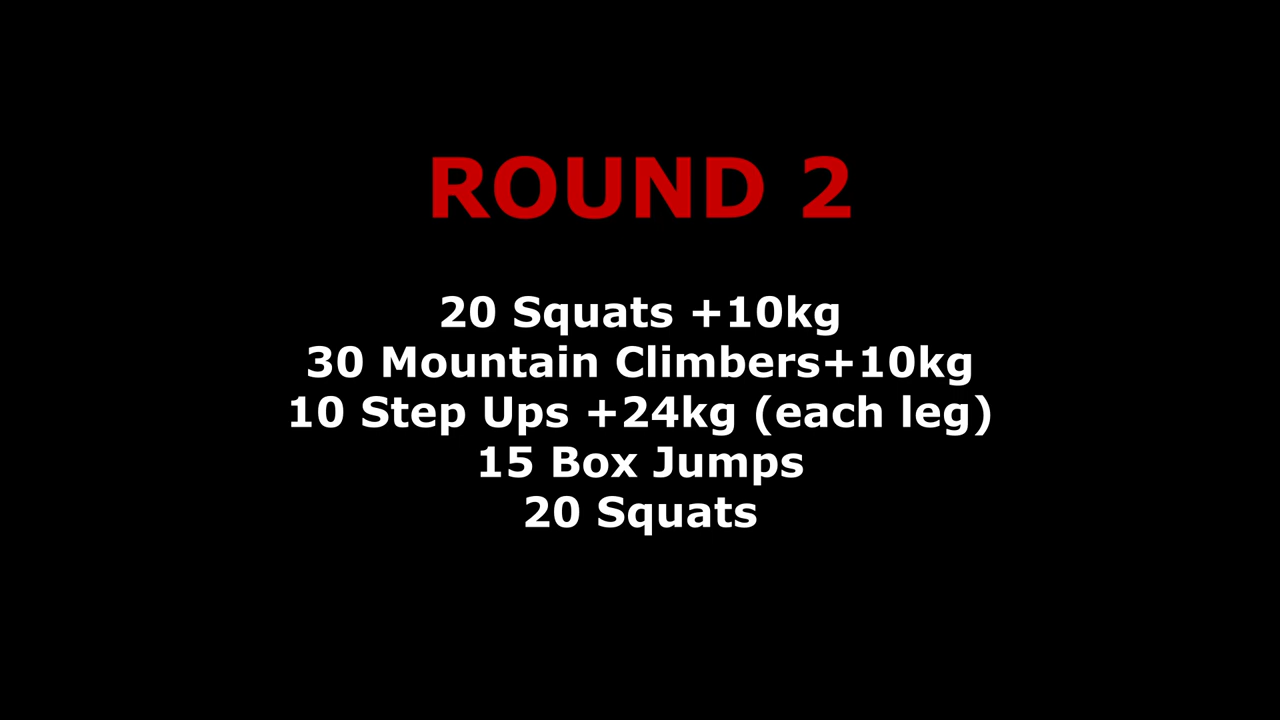 ROUND 2
20 Squats +10kg
30 Mountain Climbers+10kg
10 Step Ups +24kg (each leg)
15 Box Jumps
20 Squats